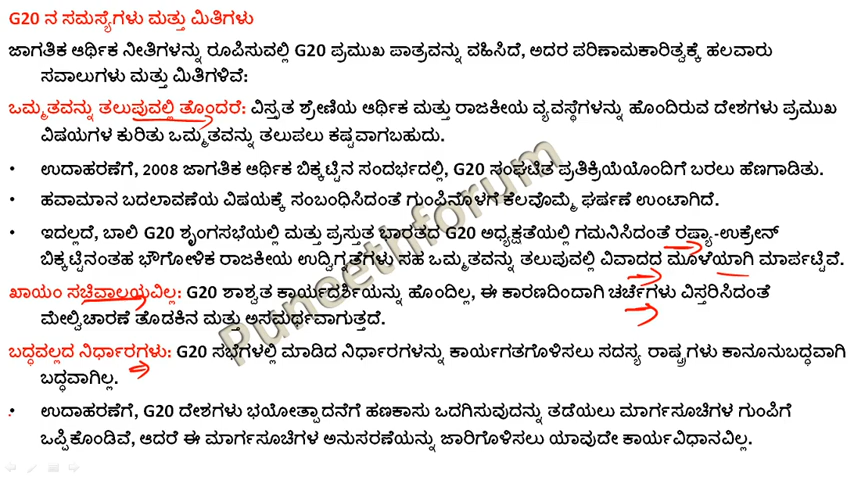 G20 ನ ಸಮಸ್ಯೆಗಳು ಮತ್ತು ಮಿತಿಗಳು
ಜಾಗತಿಕ ಆರ್ಥಿಕ ನೀತಿಗಳನ್ನು ರೂಪಿಸುವಲ್ಲಿ G20 ಪ್ರಮುಖ ಪಾತ್ರವನ್ನು ವಹಿಸಿದೆ, ಅದರ ಪರಿಣಾಮಕಾರಿತ್ವಕ್ಕೆ ಹಲವಾರು
ಸವಾಲುಗಳು ಮತ್ತು ಮಿತಿಗಳಿವೆ:
ಒಮ್ಮತವನ್ನು ತಲುಪುವಲ್ಲಿ ತೊಂದರೆ: ವಿಸ್ತೃತ ಶ್ರೇಣಿಯ ಆರ್ಥಿಕ ಮತ್ತು ರಾಜಕೀಯ ವ್ಯವಸ್ಥೆಗಳನ್ನು ಹೊಂದಿರುವ ದೇಶಗಳು ಪ್ರಮುಖ
ವಿಷಯಗಳ ಕುರಿತು ಒಮ್ಮತವನ್ನು ತಲುಪಲು ಕಷ್ಟವಾಗಬಹುದು.
• ಉದಾಹರಣೆಗೆ, 2008 ಜಾಗತಿಕ ಆರ್ಥಿಕ ಬಿಕ್ಕಟ್ಟಿನ ಸಂದರ್ಭದಲ್ಲಿ, G20 ಸಂಘಟಿತ ಪ್ರತಿಕ್ರಿಯೆಯೊಂದಿಗೆ ಬರಲು ಹೆಣಗಾಡಿತು.
• ಹವಾಮಾನ ಬದಲಾವಣೆಯ ವಿಷಯಕ್ಕೆ ಸಂಬಂಧಿಸಿದಂತೆ ಗುಂಪಿನೊಳಗೆ ಕೆಲವೊಮ್ಮೆ ಘರ್ಷಣೆ ಉಂಟಾಗಿದೆ.
• ಇದಲ್ಲದೆ, ಬಾಲಿ G20 ಶೃಂಗಸಭೆಯಲ್ಲಿ ಮತ್ತು ಪ್ರಸ್ತುತ ಭಾರತದ G20 ಅಧ್ಯಕ್ಷತೆಯಲ್ಲಿ ಗಮನಿಸಿದಂತೆ ರಷ್ಯಾ-ಉಕ್ರೇನ್
ಬಿಕ್ಕಟ್ಟಿನಂತಹ ಭೌಗೋಳಿಕ ರಾಜಕೀಯ ಉದ್ವಿಗ್ನತೆಗಳು ಸಹ ಒಮ್ಮತವನ್ನು ತಲುಪುವಲ್ಲಿ ವಿವಾದದ ಮೂಳೆಯಾಗಿ ಮಾರ್ಪಟ್ಟಿವೆ.
ಖಾಯಂ ಸಚಿವಾಲಯವಿಲ್ಲ: G20 ಶಾಶ್ವತ ಕಾರ್ಯದರ್ಶಿಯನ್ನು ಹೊಂದಿಲ್ಲ, ಈ ಕಾರಣದಿಂದಾಗಿ ಚರ್ಚೆಗಳು ವಿಸ್ತರಿಸಿದಂತೆ
ಮೇಲ್ವಿಚಾರಣೆ ತೊಡಕಿನ ಮತ್ತು ಅಸಮರ್ಥವಾಗುತ್ತದೆ.
ಬದ್ಧವಲ್ಲದ ನಿರ್ಧಾರಗಳು: G20 ಸಭೆಗಳಲ್ಲಿ ಮಾಡಿದ ನಿರ್ಧಾರಗಳನ್ನು ಕಾರ್ಯಗತಗೊಳಿಸಲು ಸದಸ್ಯ ರಾಷ್ಟ್ರಗಳು ಕಾನೂನುಬದ್ಧವಾಗಿ
ಬದ್ಧವಾಗಿಲ್ಲ.
• ಉದಾಹರಣೆಗೆ, G20 ದೇಶಗಳು ಭಯೋತ್ಪಾದನೆಗೆ ಹಣಕಾಸು ಒದಗಿಸುವುದನ್ನು ತಡೆಯಲು ಮಾರ್ಗಸೂಚಿಗಳ ಗುಂಪಿಗೆ
ಒಪ್ಪಿಕೊಂಡಿವೆ, ಆದರೆ ಈ ಮಾರ್ಗಸೂಚಿಗಳ ಅನುಸರಣೆಯನ್ನು ಜಾರಿಗೊಳಿಸಲು ಯಾವುದೇ ಕಾರ್ಯವಿಧಾನವಿಲ್ಲ.
Puneethforum